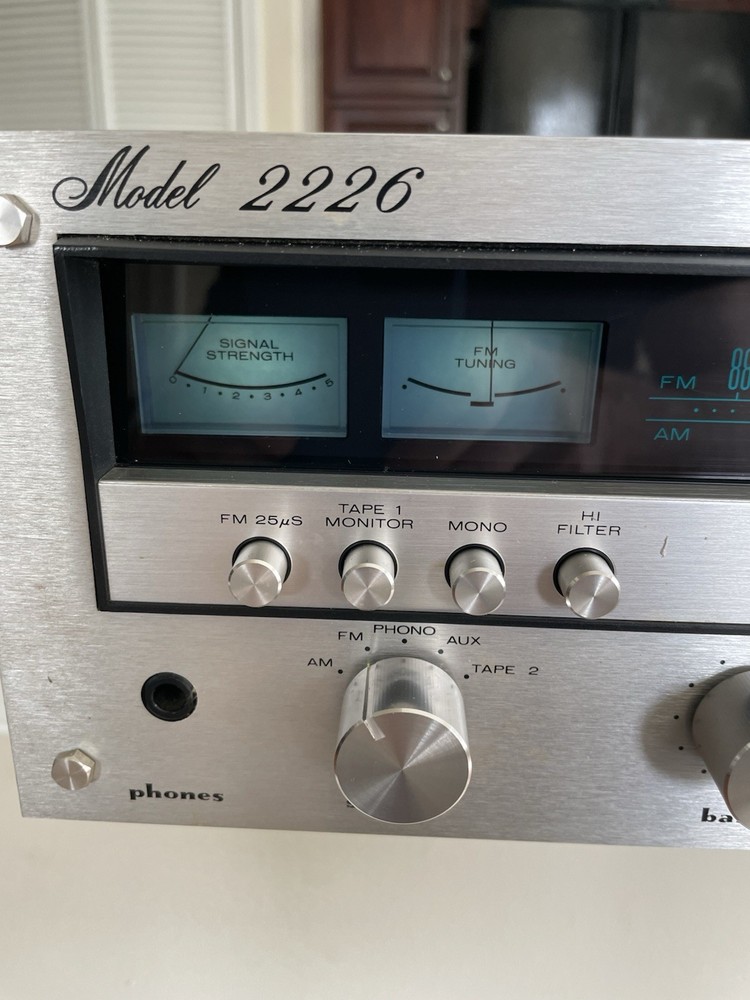 Model 2226
SIGNAL
STRENGTH
0 1 2 3 4 5
FM
TUNING
FM 88
AM
FM 25µS
TAPE 1
MONITOR
MONO
HI
FILTER
AM
FM
PHONO
AUX
TAPE 2
phones